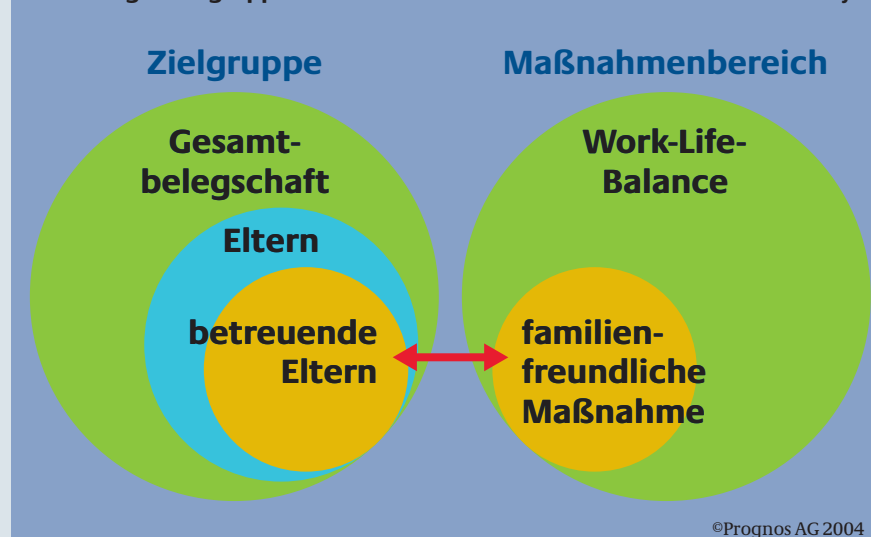 Zielgruppe
Maßnahmenbereich
Gesamt-
belegschaft
Eltern
betreuende
Eltern
Work-Life-
Balance
familien-
freundliche
Maßnahme
©Prognos AG 2004